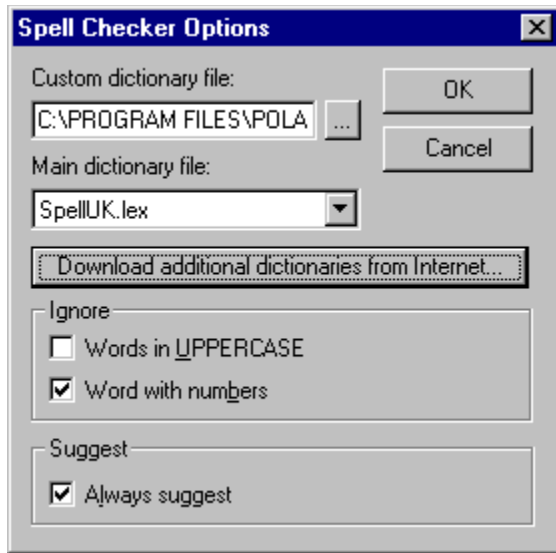 Spell Checker Options
Custom dictionary file:
C:\PROGRAM FILES\POLA
...
OK
Cancel
Main dictionary file:
SpellUK.lex
Download additional dictionaries from Internet...
Ignore
Words in UPPERCASE
Word with numbers
Suggest
Always suggest